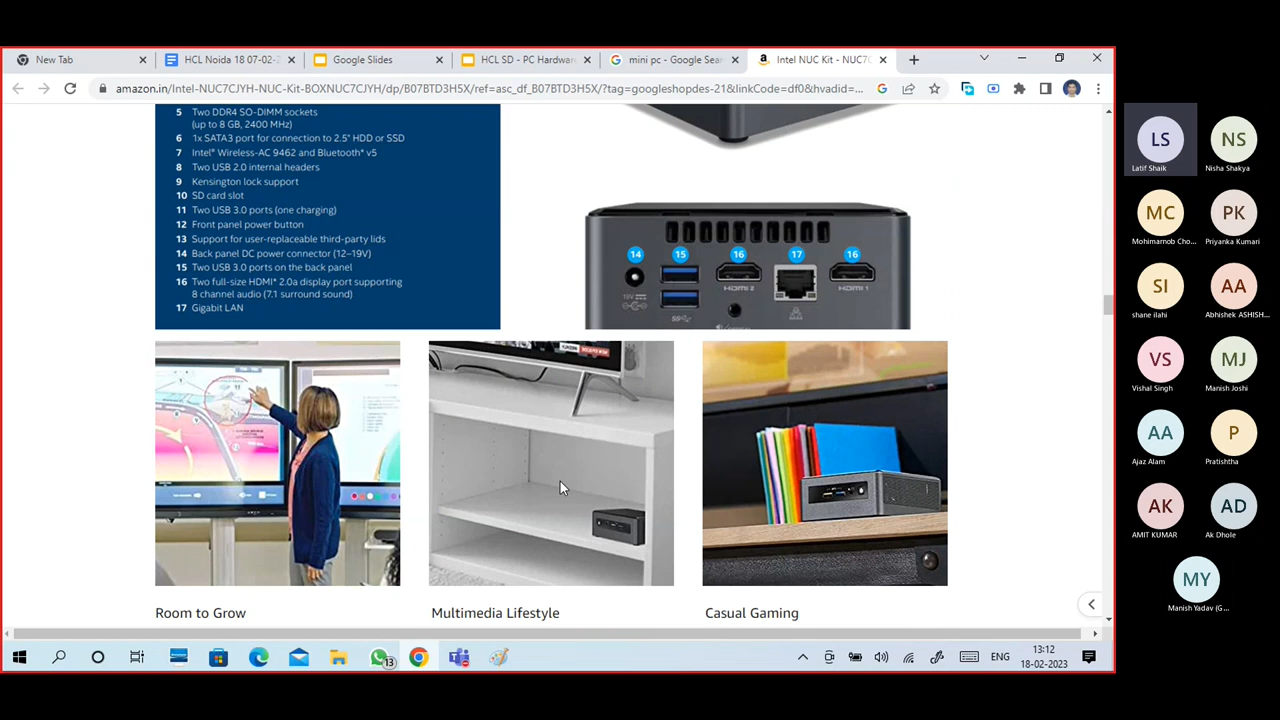 New Tab
HCL Noida 18 07-02-2
Google Slides
HCL SD - PC Hardware
mini pc - Google Sear
Intel NUC Kit - NUC7C
amazon.in/Intel-NUC7CJYH-NUC-Kit-BOXNUC7CJYH/dp/B07BTD3H5X/ref=asc_df_B07BTD3H5X/?tag=googleshopdes-21&linkCode=df0&hvadid=...
5 Two DDR4 SO-DIMM sockets
(up to 8 GB, 2400 MHz)
6 1x SATA3 port for connection to 2.5" HDD or SSD
7 Intel® Wireless-AC 9462 and Bluetooth* v5
8 Two USB 2.0 internal headers
9 Kensington lock support
10 SD card slot
11 Two USB 3.0 ports (one charging)
12 Front panel power button
13 Support for user-replaceable third-party lids
14 Back panel DC power connector (12–19V)
15 Two USB 3.0 ports on the back panel
16 Two full-size HDMI* 2.0a display port supporting
8 channel audio (7.1 surround sound)
17 Gigabit LAN
14 15 16 17 16
HDMI 2
HDMI 1
19V
Room to Grow
Multimedia Lifestyle
Casual Gaming
13
ENG
13:12
18-02-2023
LS
Latif Shaik
NS
Nisha Shakya
MC
Mohimarnob Cho...
PK
Priyanka Kumari
SI
shane ilahi
AA
Abhishek ASHISH...
VS
Vishal Singh
MJ
Manish Joshi
AA
Ajaz Alam
P
Pratishtha
AK
AMIT KUMAR
AD
Ak Dhole
MY
Manish Yadav (G...